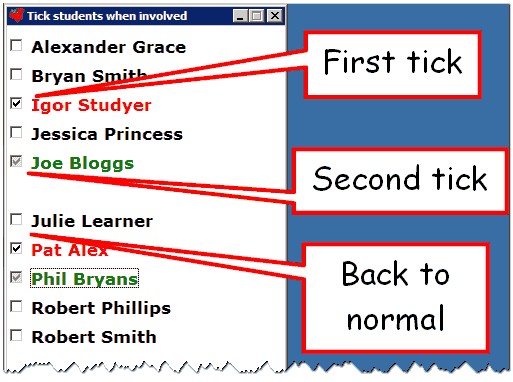 Tick students when involved
Alexander Grace
Bryan Smith
Igor Studyer
Jessica Princess
Joe Bloggs
Julie Learner
Pat Alex
Phil Bryans
Robert Phillips
Robert Smith
First tick
Second tick
Back to
normal